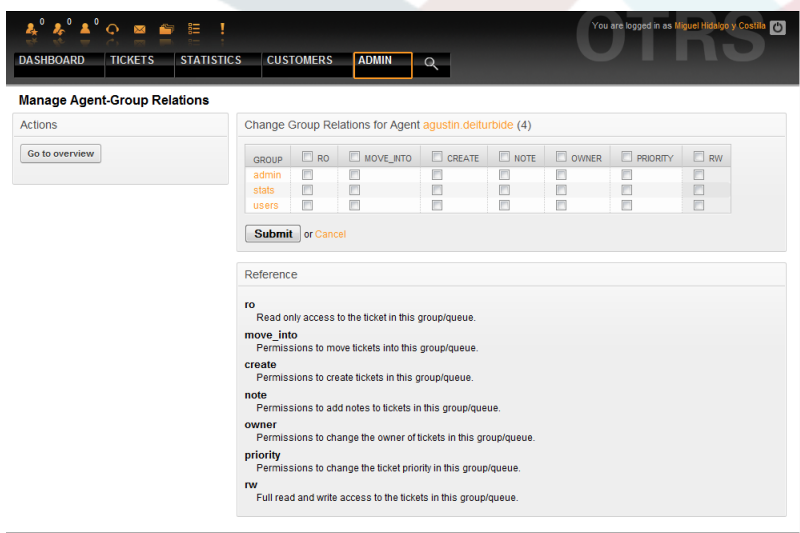 0 0 0
OTRS
You are logged in as Miguel Hidalgo y Costilla
DASHBOARD TICKETS STATISTICS CUSTOMERS ADMIN
Manage Agent-Group Relations
Actions
Go to overview
Change Group Relations for Agent agustin.deiturbide (4)
GROUP RO MOVE_INTO CREATE NOTE OWNER PRIORITY RW
admin
stats
users
Submit or Cancel
Reference
ro
Read only access to the ticket in this group/queue.
move_into
Permissions to move tickets into this group/queue.
create
Permissions to create tickets in this group/queue.
note
Permissions to add notes to tickets in this group/queue.
owner
Permissions to change the owner of tickets in this group/queue.
priority
Permissions to change the ticket priority in this group/queue.
rw
Full read and write access to the tickets in this group/queue.